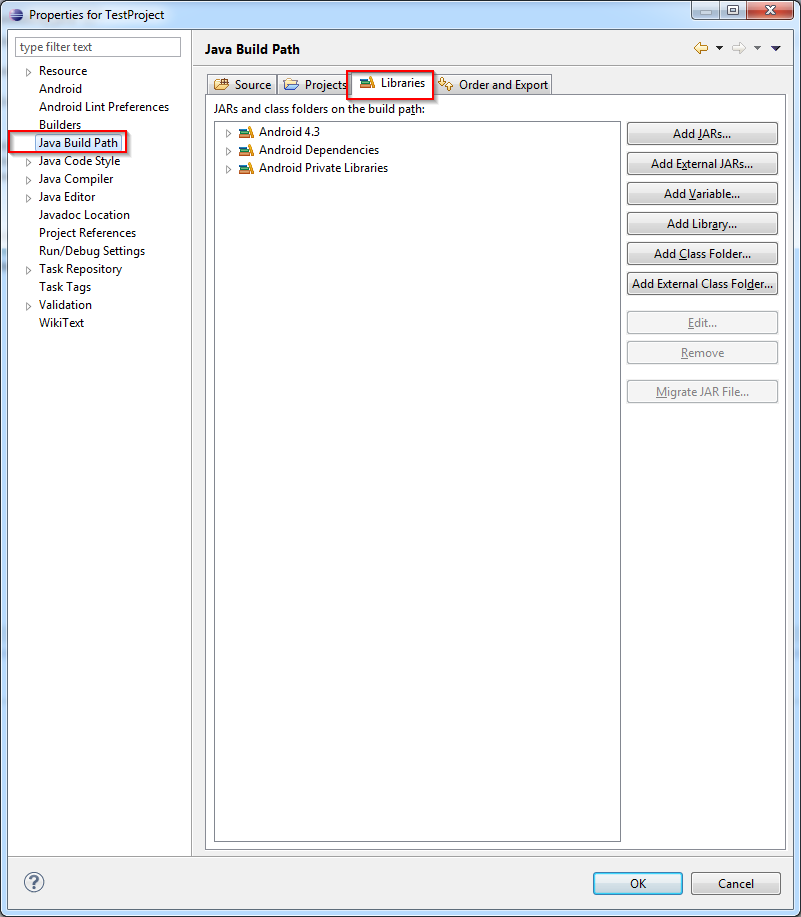 Properties for TestProject
type filter text
Resource
Android
Android Lint Preferences
Builders
Java Build Path
Java Code Style
Java Compiler
Java Editor
Javadoc Location
Project References
Run/Debug Settings
Task Repository
Task Tags
Validation
WikiText
Java Build Path
Source Projects Libraries Order and Export
JARs and class folders on the build path:
Android 4.3
Android Dependencies
Android Private Libraries
Add JARs...
Add External JARs...
Add Variable...
Add Library...
Add Class Folder...
Add External Class Folder...
Edit...
Remove
Migrate JAR File...
?
OK Cancel